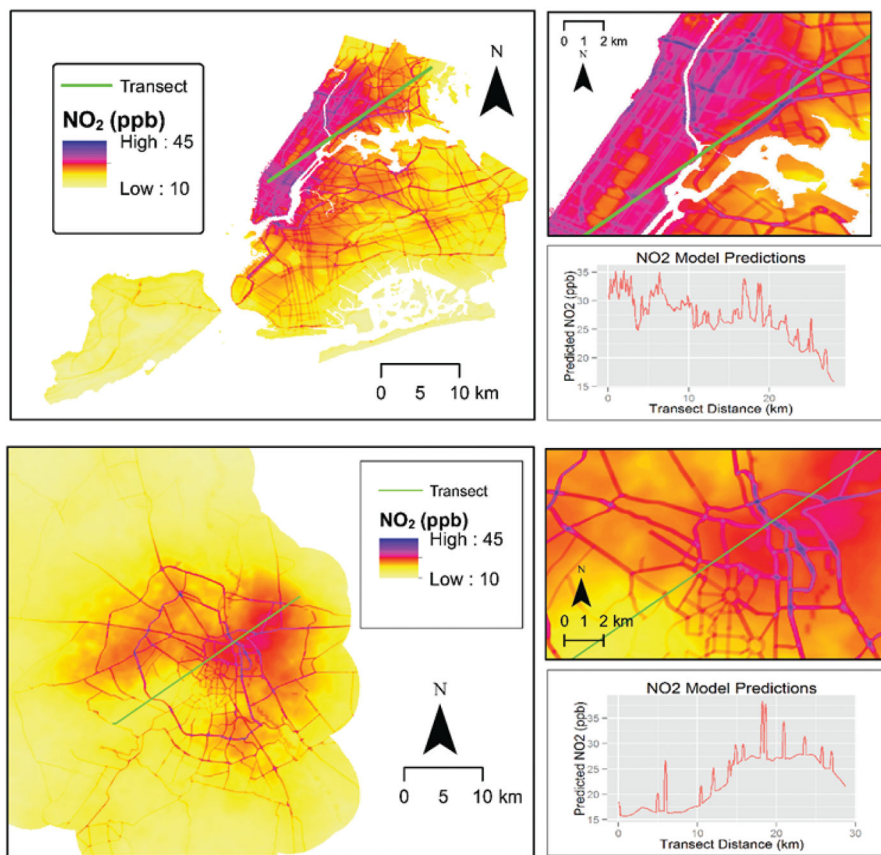 Transect
NO₂ (ppb)
High : 45
Low : 10
N
0 5 10 km
0 1 2 km
N
NO2 Model Predictions
Predicted NO2 (ppb)
35
30
25
20
15
0 10 20
Transect Distance (km)
Transect
NO₂ (ppb)
High : 45
Low : 10
N
0 5 10 km
N
0 1 2 km
NO2 Model Predictions
Predicted NO2 (ppb)
35
30
25
20
15
0 10 20 30
Transect Distance (km)